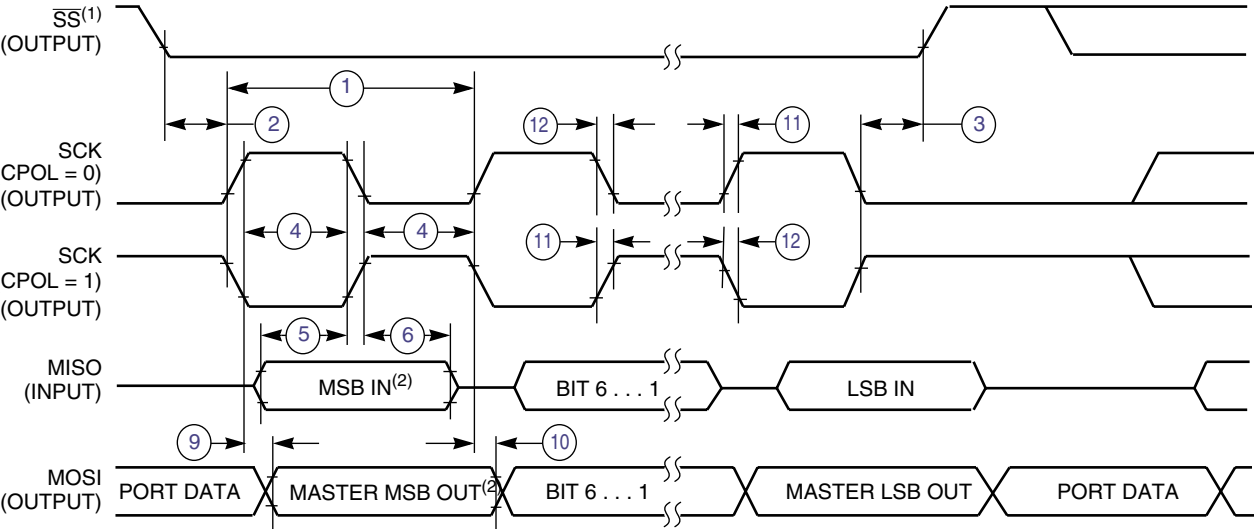 SS(1)
(OUTPUT)
1
2
12
11
3
SCK
CPOL = 0)
(OUTPUT)
4
4
SCK
CPOL = 1)
(OUTPUT)
11
12
5
6
MISO
(INPUT)
MSB IN(2)
BIT 6 . . . 1
LSB IN
9
10
MOSI
(OUTPUT)
PORT DATA
MASTER MSB OUT(2)
BIT 6 . . . 1
MASTER LSB OUT
PORT DATA